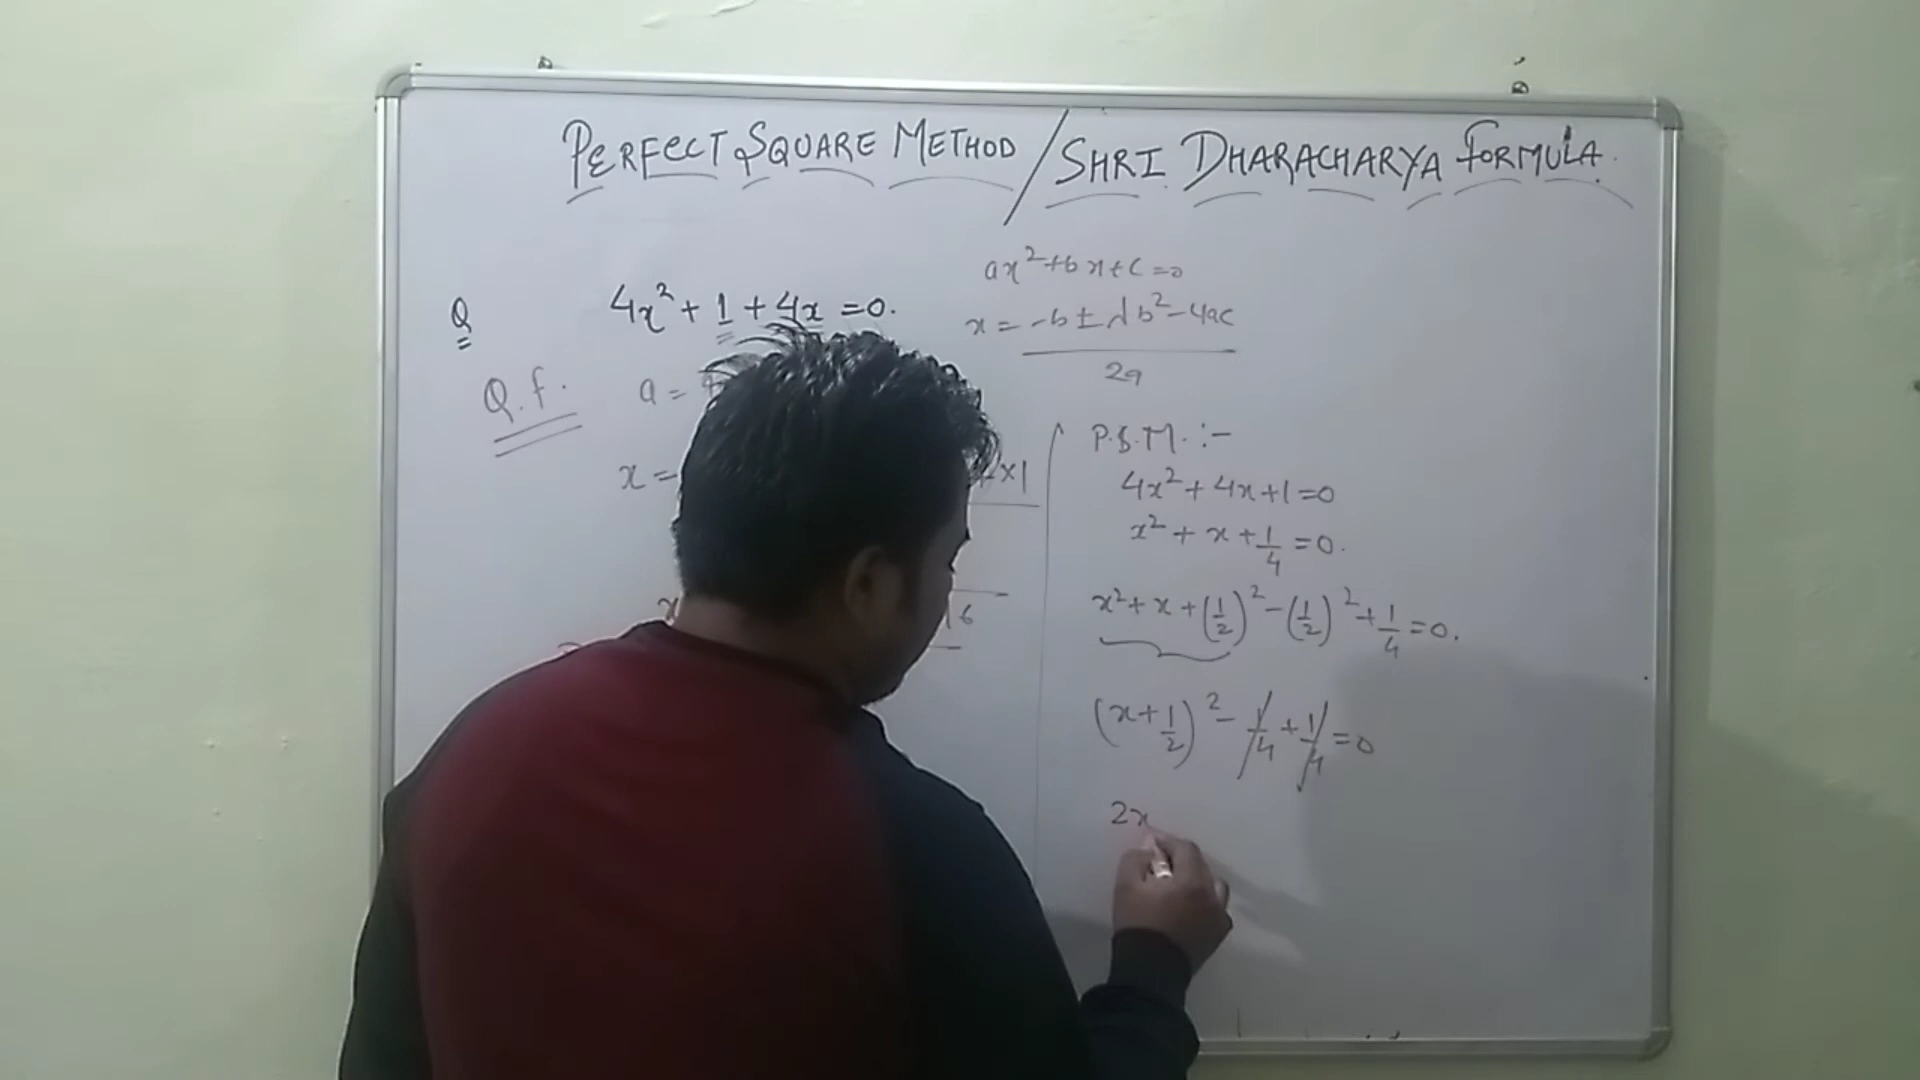 PERFECT SQUARE METHOD / SHRI DHARACHARYA FORMULA.
Q 4x² + 1 + 4x = 0.
ax² + bx + c = 0
x = -b ± √b² - 4ac
2a
Q.f. a =
x = ×1
x 16
P.S.M. :-
4x² + 4x + 1 = 0
x² + x + 1/4 = 0.
x² + x + (1/2)² - (1/2)² + 1/4 = 0.
(x + 1/2)² - 1/4 + 1/4 = 0
2x